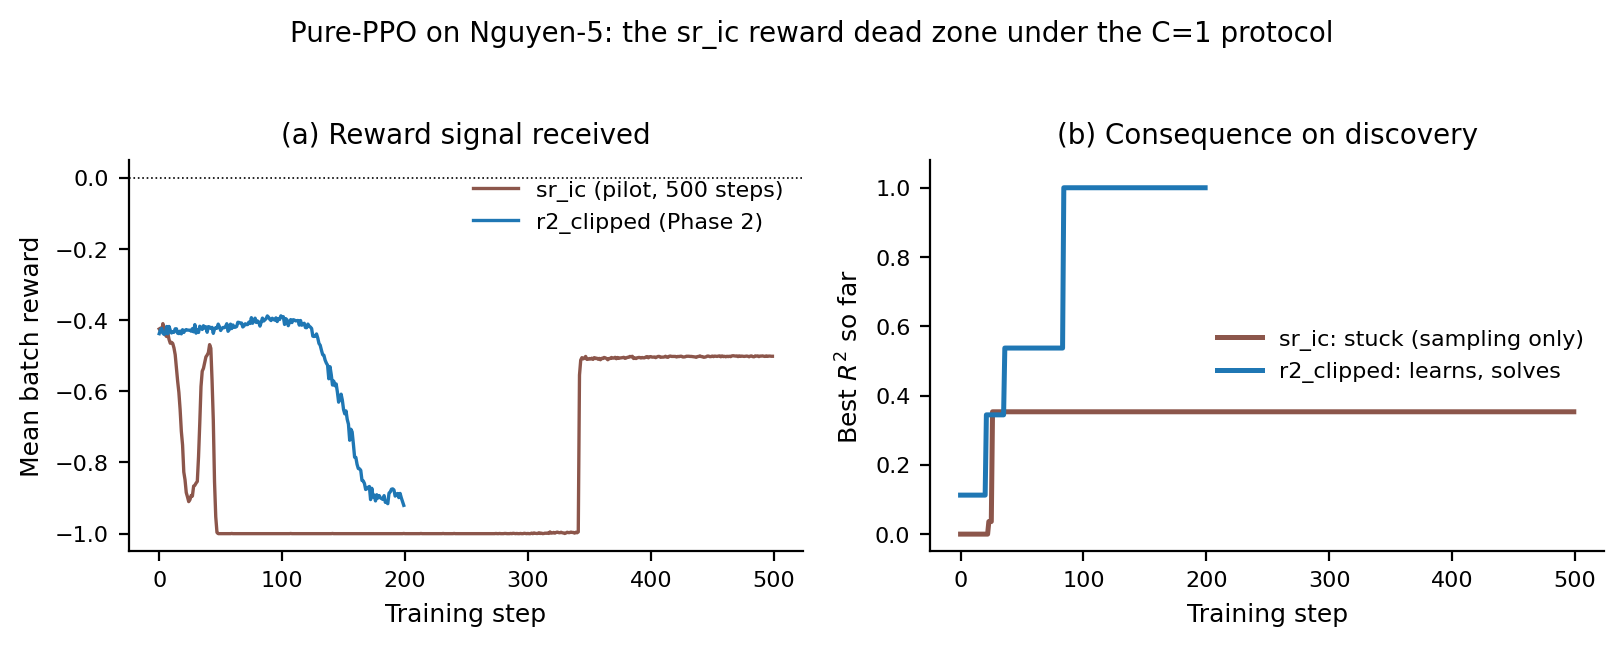 Pure-PPO on Nguyen-5: the sr_ic reward dead zone under the C=1 protocol
(a) Reward signal received
Mean batch reward
0.0
−0.2
−0.4
−0.6
−0.8
−1.0
sr_ic (pilot, 500 steps)
r2_clipped (Phase 2)
0 100 200 300 400 500
Training step
(b) Consequence on discovery
Best R² so far
1.0
0.8
0.6
0.4
0.2
0.0
sr_ic: stuck (sampling only)
r2_clipped: learns, solves
0 100 200 300 400 500
Training step